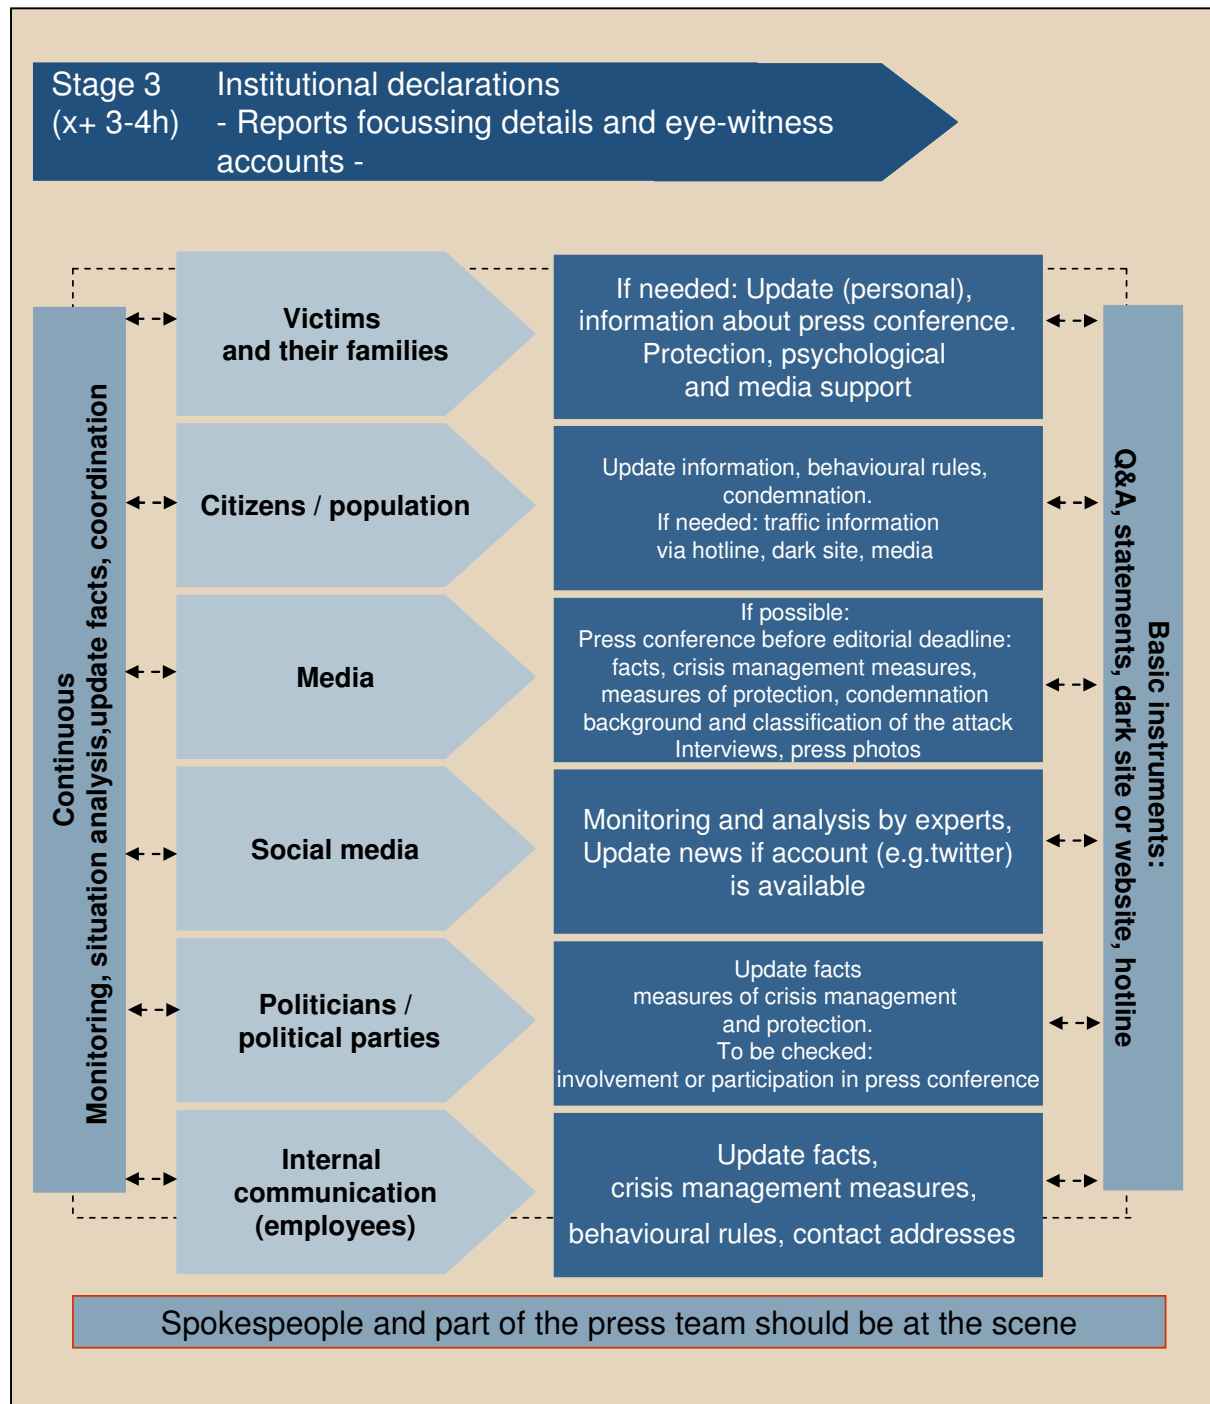 Stage 3 Institutional declarations
(x+ 3-4h) - Reports focussing details and eye-witness
accounts -
Continuous
Monitoring, situation analysis,update facts, coordination
Victims
and their families
If needed: Update (personal),
information about press conference.
Protection, psychological
and media support
Citizens / population
Update information, behavioural rules,
condemnation.
If needed: traffic information
via hotline, dark site, media
Media
If possible:
Press conference before editorial deadline:
facts, crisis management measures,
measures of protection, condemnation
background and classification of the attack
Interviews, press photos
Social media
Monitoring and analysis by experts,
Update news if account (e.g.twitter)
is available
Politicians /
political parties
Update facts
measures of crisis management
and protection.
To be checked:
involvement or participation in press conference
Internal
communication
(employees)
Update facts,
crisis management measures,
behavioural rules, contact addresses
Basic instruments:
Q&A, statements, dark site or website, hotline
Spokespeople and part of the press team should be at the scene